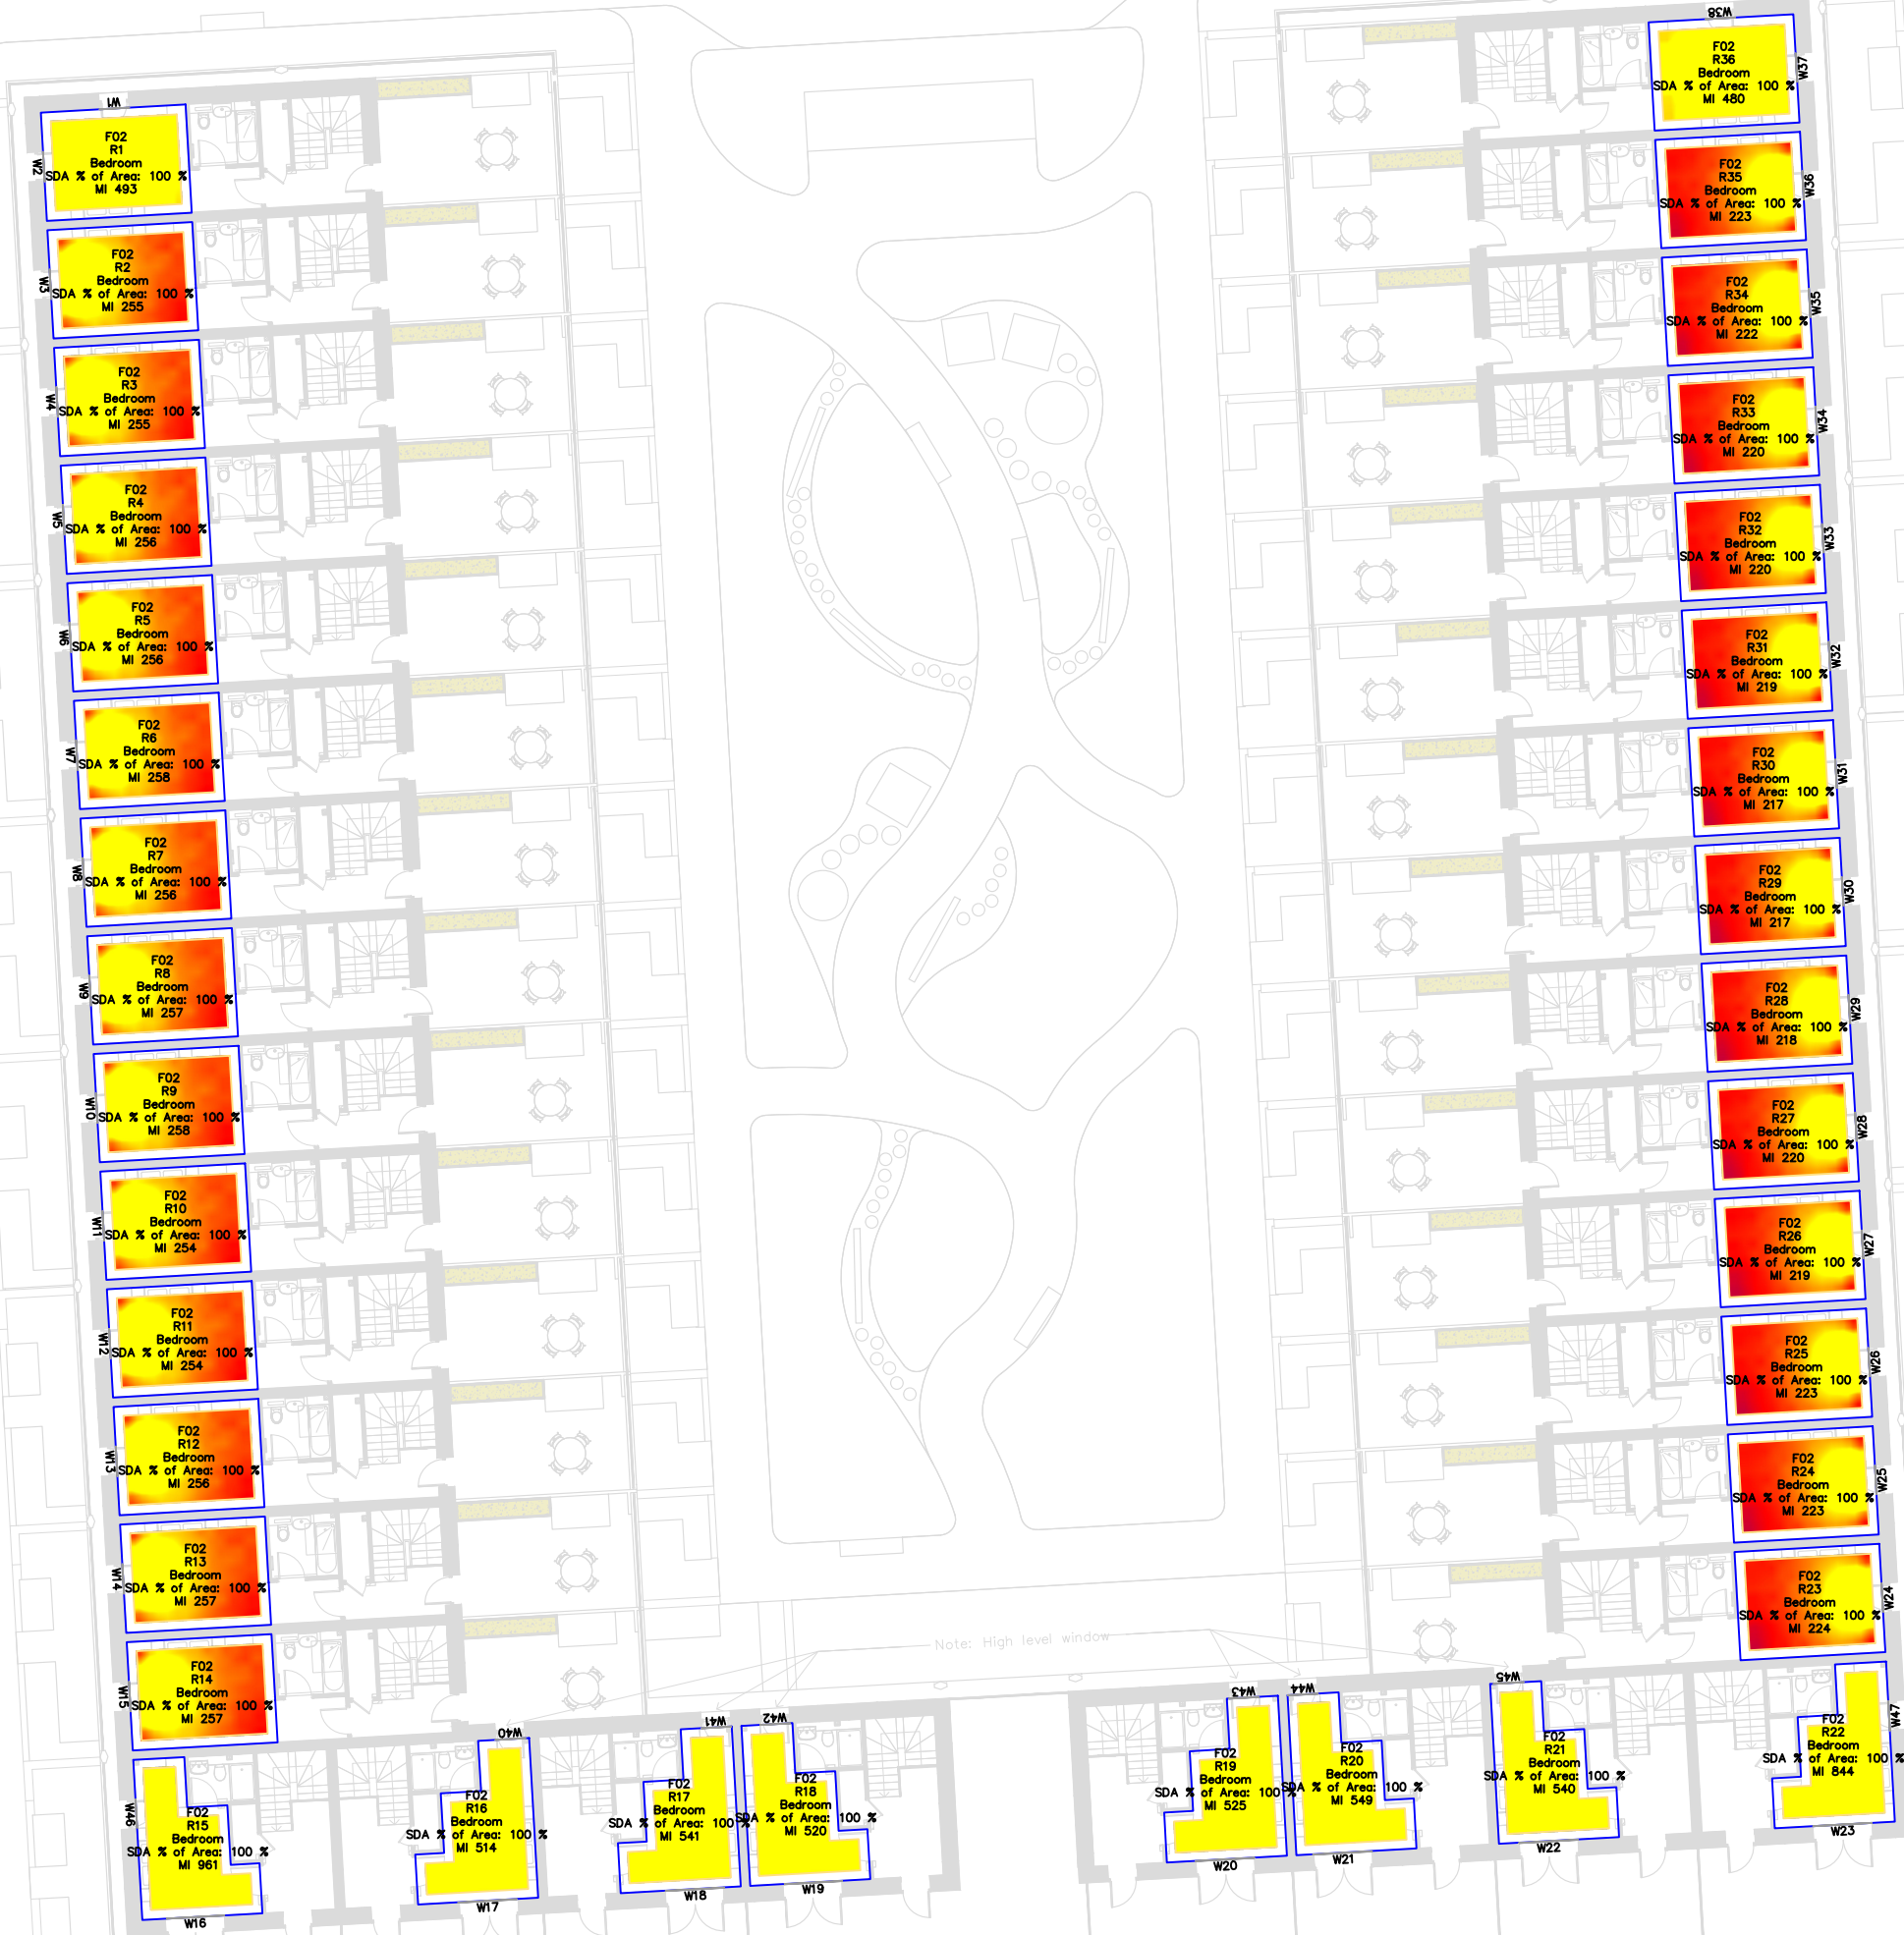 W1
W2
F02
R1
Bedroom
SDA % of Area: 100 %
MI 493
W3
F02
R2
Bedroom
SDA % of Area: 100 %
MI 255
W4
F02
R3
Bedroom
SDA % of Area: 100 %
MI 255
W5
F02
R4
Bedroom
SDA % of Area: 100 %
MI 256
W6
F02
R5
Bedroom
SDA % of Area: 100 %
MI 256
W7
F02
R6
Bedroom
SDA % of Area: 100 %
MI 258
W8
F02
R7
Bedroom
SDA % of Area: 100 %
MI 256
W9
F02
R8
Bedroom
SDA % of Area: 100 %
MI 257
W10
F02
R9
Bedroom
SDA % of Area: 100 %
MI 258
W11
F02
R10
Bedroom
SDA % of Area: 100 %
MI 254
W12
F02
R11
Bedroom
SDA % of Area: 100 %
MI 254
W13
F02
R12
Bedroom
SDA % of Area: 100 %
MI 256
W14
F02
R13
Bedroom
SDA % of Area: 100 %
MI 257
W15
F02
R14
Bedroom
SDA % of Area: 100 %
MI 257
W46
F02
R15
Bedroom
SDA % of Area: 100 %
MI 961
W16
W40
F02
R16
Bedroom
SDA % of Area: 100 %
MI 514
W17
W41
F02
R17
Bedroom
SDA % of Area: 100 %
MI 541
W18
W42
F02
R18
Bedroom
SDA % of Area: 100 %
MI 520
W19
Note: High level window
W43
F02
R19
Bedroom
SDA % of Area: 100 %
MI 525
W20
W44
F02
R20
Bedroom
SDA % of Area: 100 %
MI 549
W21
W45
F02
R21
Bedroom
SDA % of Area: 100 %
MI 540
W22
W47
F02
R22
Bedroom
SDA % of Area: 100 %
MI 844
W23
W38
F02
R36
Bedroom
SDA % of Area: 100 %
MI 480
W37
F02
R35
Bedroom
SDA % of Area: 100 %
MI 223
W36
F02
R34
Bedroom
SDA % of Area: 100 %
MI 222
W35
F02
R33
Bedroom
SDA % of Area: 100 %
MI 220
W34
F02
R32
Bedroom
SDA % of Area: 100 %
MI 220
W33
F02
R31
Bedroom
SDA % of Area: 100 %
MI 219
W32
F02
R30
Bedroom
SDA % of Area: 100 %
MI 217
W31
F02
R29
Bedroom
SDA % of Area: 100 %
MI 217
W30
F02
R28
Bedroom
SDA % of Area: 100 %
MI 218
W29
F02
R27
Bedroom
SDA % of Area: 100 %
MI 220
W28
F02
R26
Bedroom
SDA % of Area: 100 %
MI 219
W27
F02
R25
Bedroom
SDA % of Area: 100 %
MI 223
W26
F02
R24
Bedroom
SDA % of Area: 100 %
MI 223
W25
F02
R23
Bedroom
SDA % of Area: 100 %
MI 224
W24